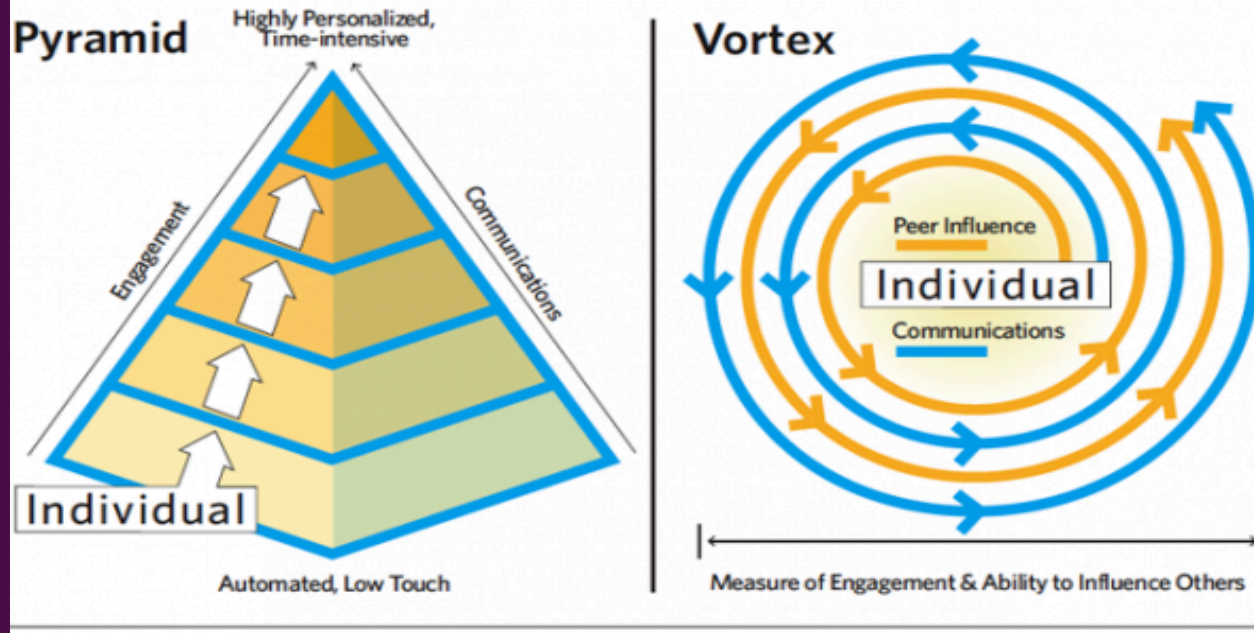 Pyramid
Highly Personalized,
Time-intensive
Engagement
Communications
Individual
Automated, Low Touch
Vortex
Peer Influence
Individual
Communications
Measure of Engagement & Ability to Influence Others